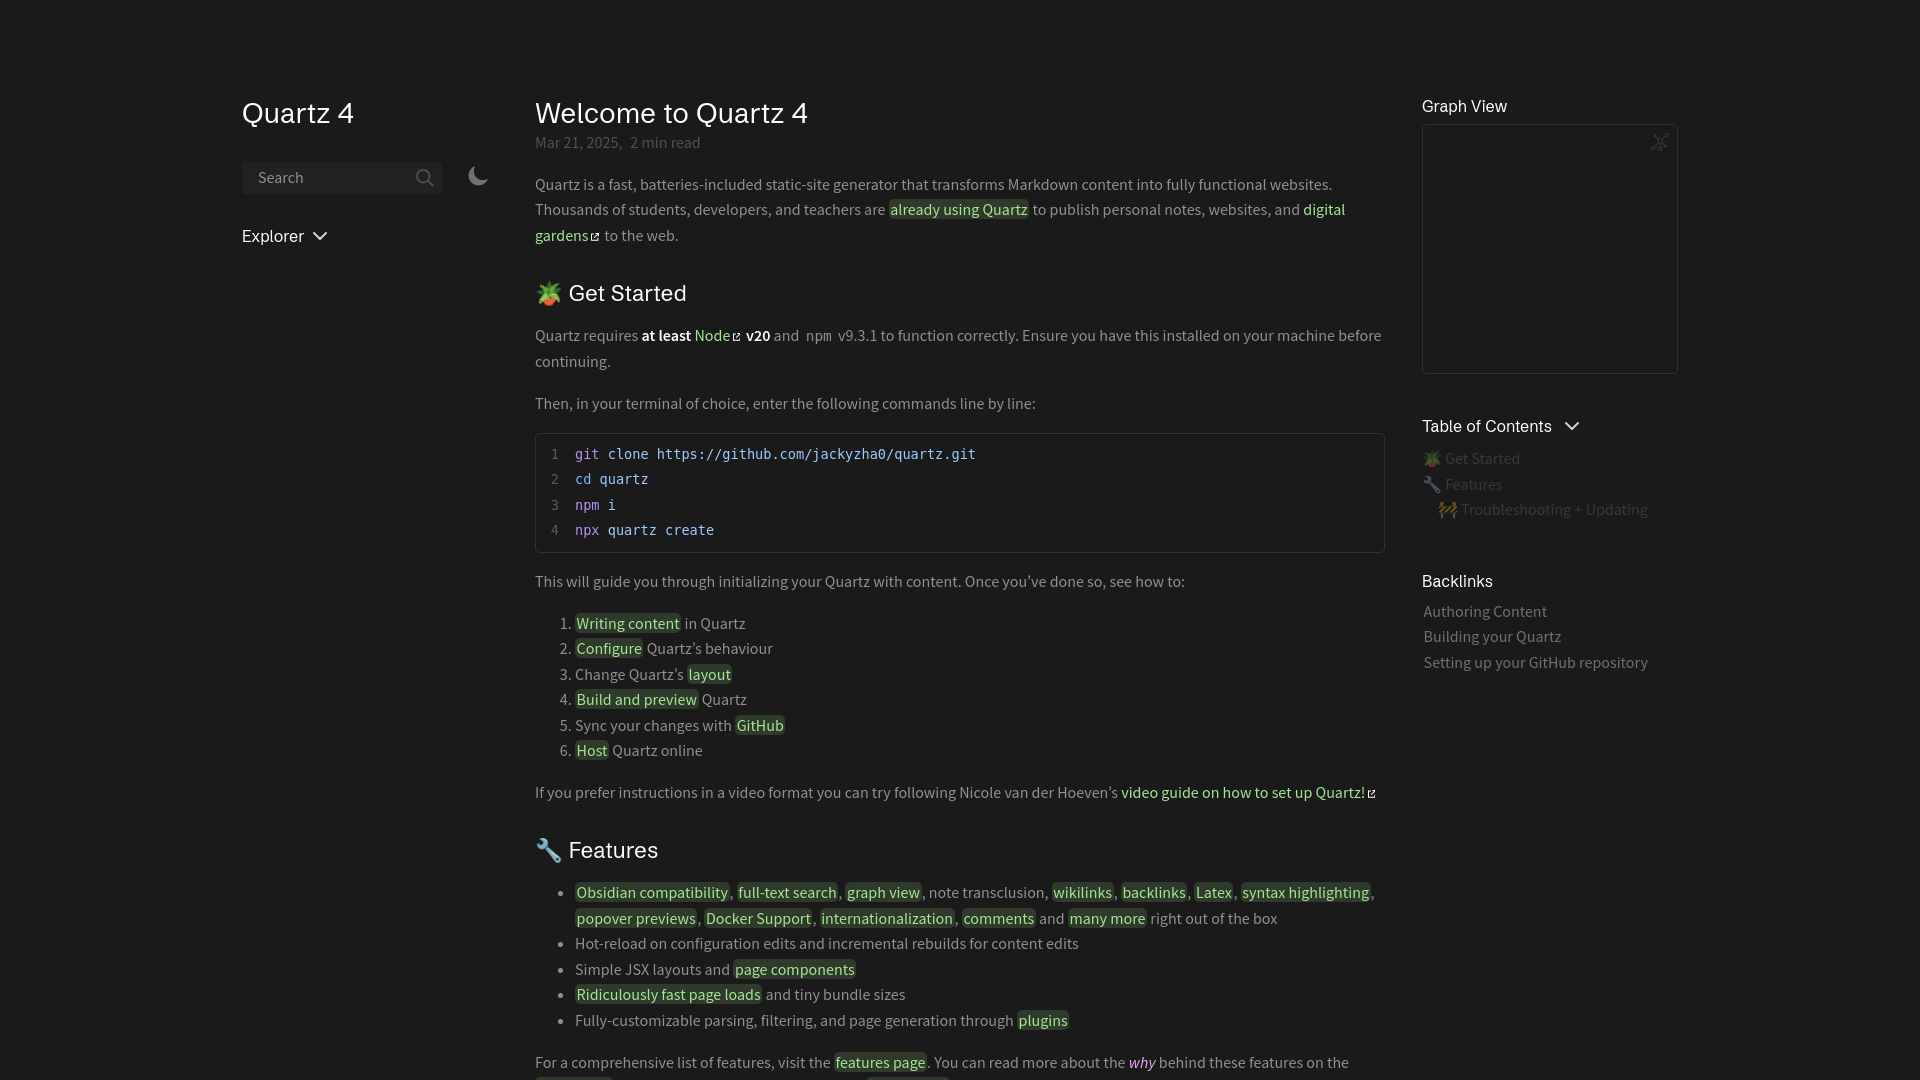 Quartz 4
Search
Explorer
Welcome to Quartz 4
Mar 21, 2025, 2 min read
Quartz is a fast, batteries-included static-site generator that transforms Markdown content into fully functional websites.
Thousands of students, developers, and teachers are already using Quartz to publish personal notes, websites, and digital
gardens to the web.
🪴 Get Started
Quartz requires at least Node v20 and npm v9.3.1 to function correctly. Ensure you have this installed on your machine before
continuing.
Then, in your terminal of choice, enter the following commands line by line:
1 git clone https://github.com/jackyzha0/quartz.git
2 cd quartz
3 npm i
4 npx quartz create
This will guide you through initializing your Quartz with content. Once you’ve done so, see how to:
1. Writing content in Quartz
2. Configure Quartz’s behaviour
3. Change Quartz’s layout
4. Build and preview Quartz
5. Sync your changes with GitHub
6. Host Quartz online
If you prefer instructions in a video format you can try following Nicole van der Hoeven’s video guide on how to set up Quartz!
🔧 Features
• Obsidian compatibility, full-text search, graph view, note transclusion, wikilinks, backlinks, Latex, syntax highlighting,
popover previews, Docker Support, internationalization, comments and many more right out of the box
• Hot-reload on configuration edits and incremental rebuilds for content edits
• Simple JSX layouts and page components
• Ridiculously fast page loads and tiny bundle sizes
• Fully-customizable parsing, filtering, and page generation through plugins
For a comprehensive list of features, visit the features page. You can read more about the why behind these features on the
Graph View
Table of Contents
🪴 Get Started
🔧 Features
🚧 Troubleshooting + Updating
Backlinks
Authoring Content
Building your Quartz
Setting up your GitHub repository